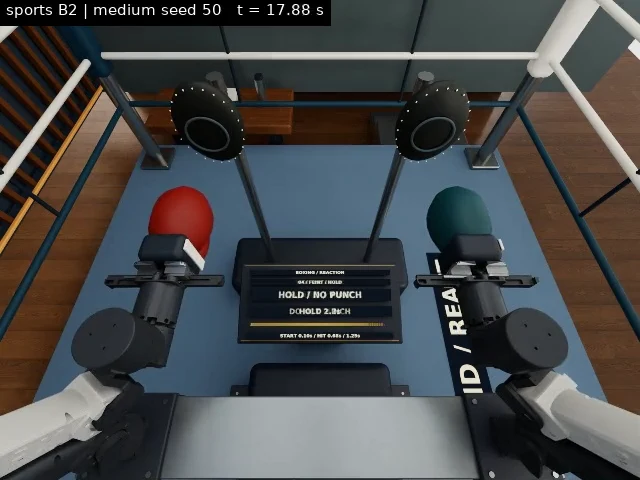 sports B2 | medium seed 50 t = 17.88 s
BOXING / REACTION
HOLD / NO PUNCH
START 0.10s / HIT 0.08s / 1.25s